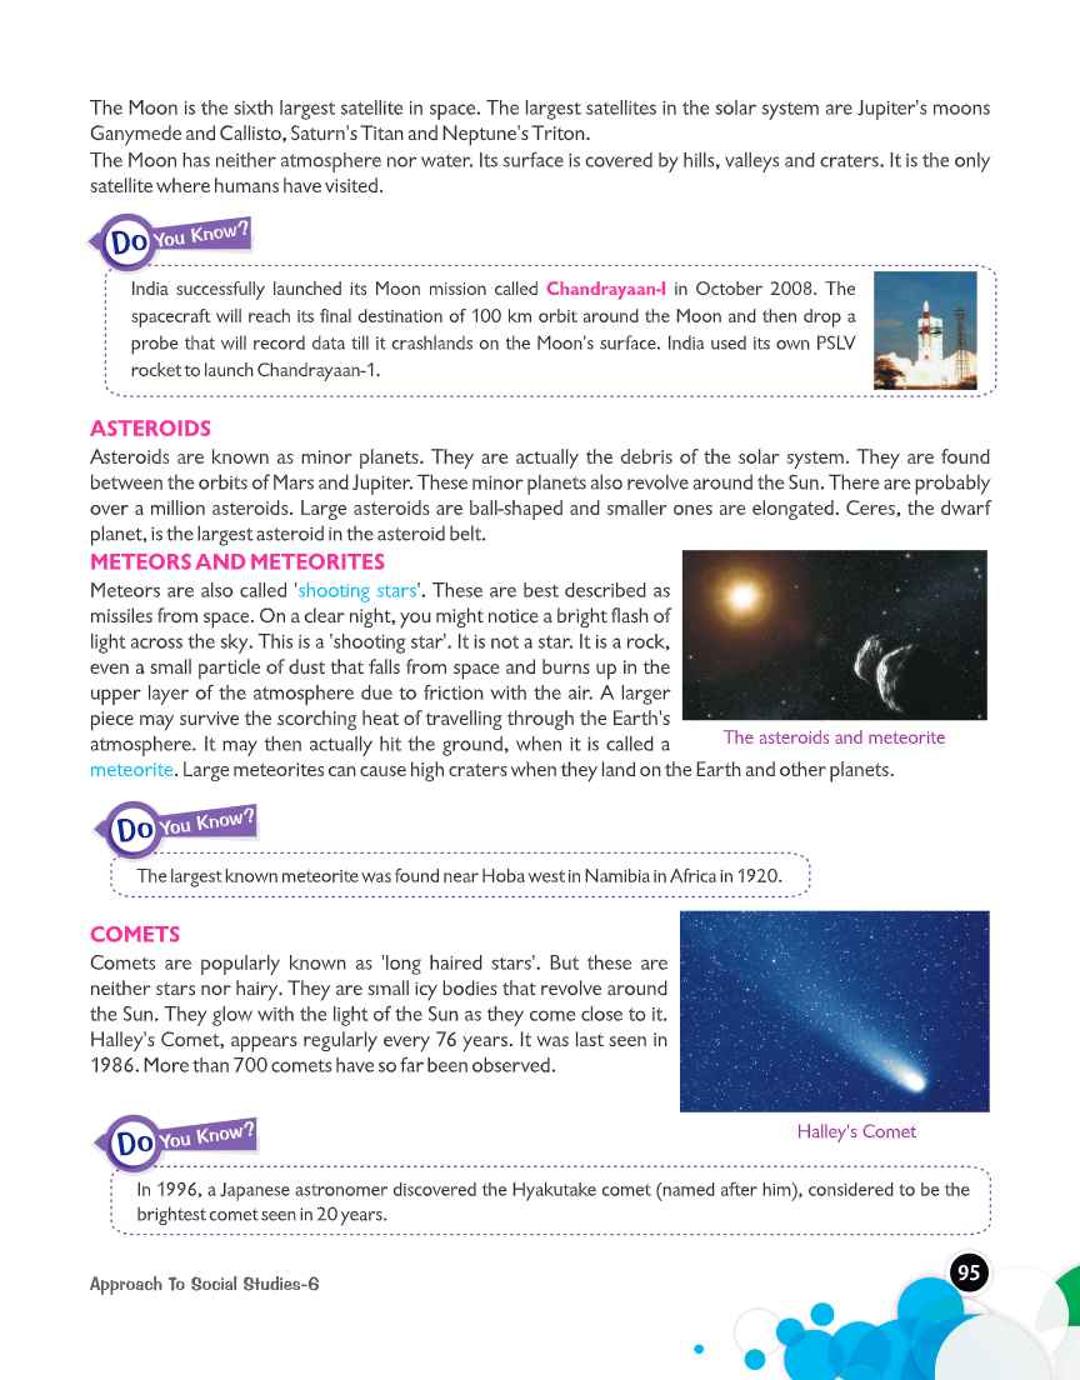 The Moon is the sixth largest satellite in space. The largest satellites in the solar system are Jupiter's moons
Ganymede and Callisto, Saturn's Titan and Neptune's Triton.
The Moon has neither atmosphere nor water. Its surface is covered by hills, valleys and craters. It is the only
satellite where humans have visited.
Do You Know?
India successfully launched its Moon mission called Chandrayaan-I in October 2008. The
spacecraft will reach its final destination of 100 km orbit around the Moon and then drop a
probe that will record data till it crashlands on the Moon's surface. India used its own PSLV
rocket to launch Chandrayaan-1.
ASTEROIDS
Asteroids are known as minor planets. They are actually the debris of the solar system. They are found
between the orbits of Mars and Jupiter. These minor planets also revolve around the Sun. There are probably
over a million asteroids. Large asteroids are ball-shaped and smaller ones are elongated. Ceres, the dwarf
planet, is the largest asteroid in the asteroid belt.
METEORS AND METEORITES
Meteors are also called 'shooting stars'. These are best described as
missiles from space. On a clear night, you might notice a bright flash of
light across the sky. This is a 'shooting star'. It is not a star. It is a rock,
even a small particle of dust that falls from space and burns up in the
upper layer of the atmosphere due to friction with the air. A larger
piece may survive the scorching heat of travelling through the Earth's
atmosphere. It may then actually hit the ground, when it is called a
meteorite. Large meteorites can cause high craters when they land on the Earth and other planets.
The asteroids and meteorite
Do You Know?
The largest known meteorite was found near Hoba west in Namibia in Africa in 1920.
COMETS
Comets are popularly known as 'long haired stars'. But these are
neither stars nor hairy. They are small icy bodies that revolve around
the Sun. They glow with the light of the Sun as they come close to it.
Halley's Comet, appears regularly every 76 years. It was last seen in
1986. More than 700 comets have so far been observed.
Halley's Comet
Do You Know?
In 1996, a Japanese astronomer discovered the Hyakutake comet (named after him), considered to be the
brightest comet seen in 20 years.
Approach To Social Studies-6
95